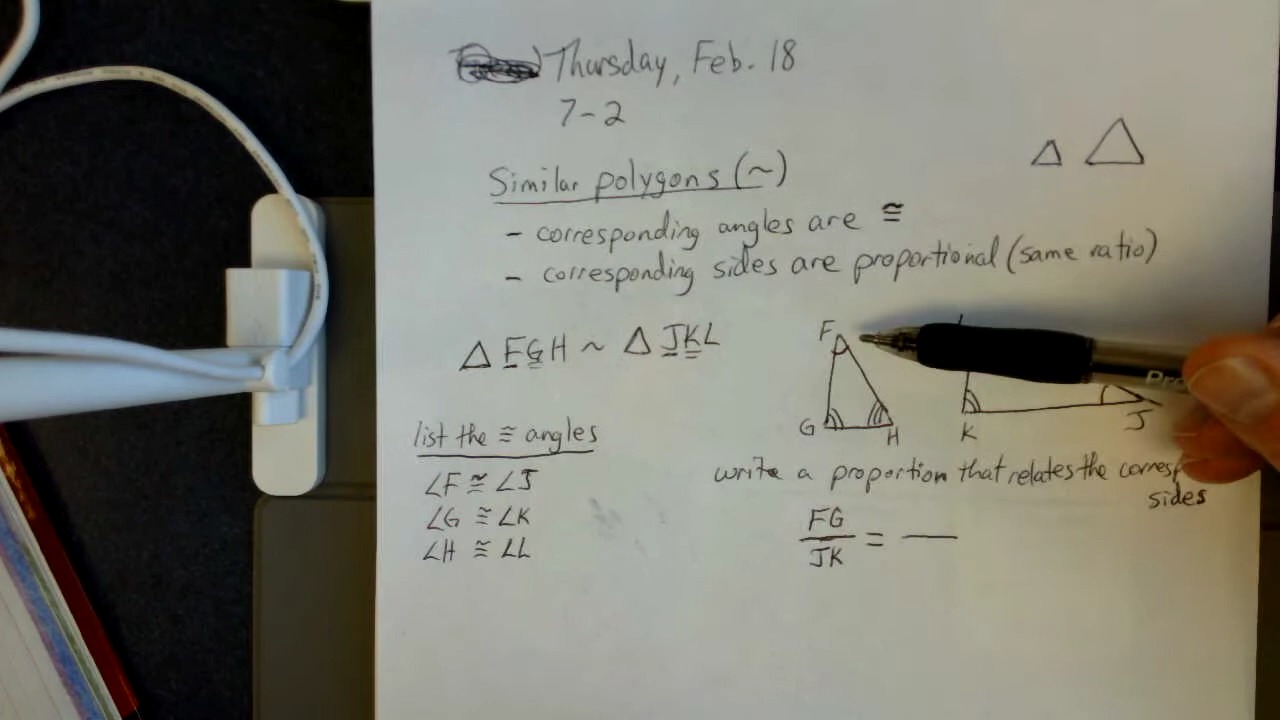 Thursday, Feb. 18
7-2
Similar polygons (~)
- corresponding angles are ≅
- corresponding sides are proportional (same ratio)
△ FGH ~ △ JKL
F
G
H
K
J
list the ≅ angles
∠F ≅ ∠J
∠G ≅ ∠K
∠H ≅ ∠L
write a proportion that relates the corresp
sides
FG
JK
=